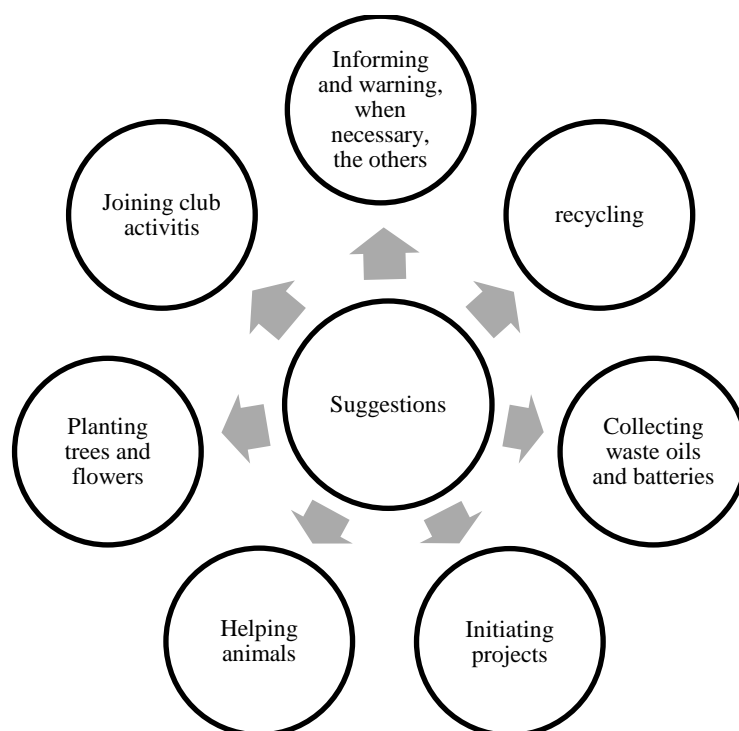 Informing
and warning,
when
necessary,
the others
recycling
Collecting
waste oils
and batteries
Initiating
projects
Helping
animals
Planting
trees and
flowers
Joining club
activitis
Suggestions